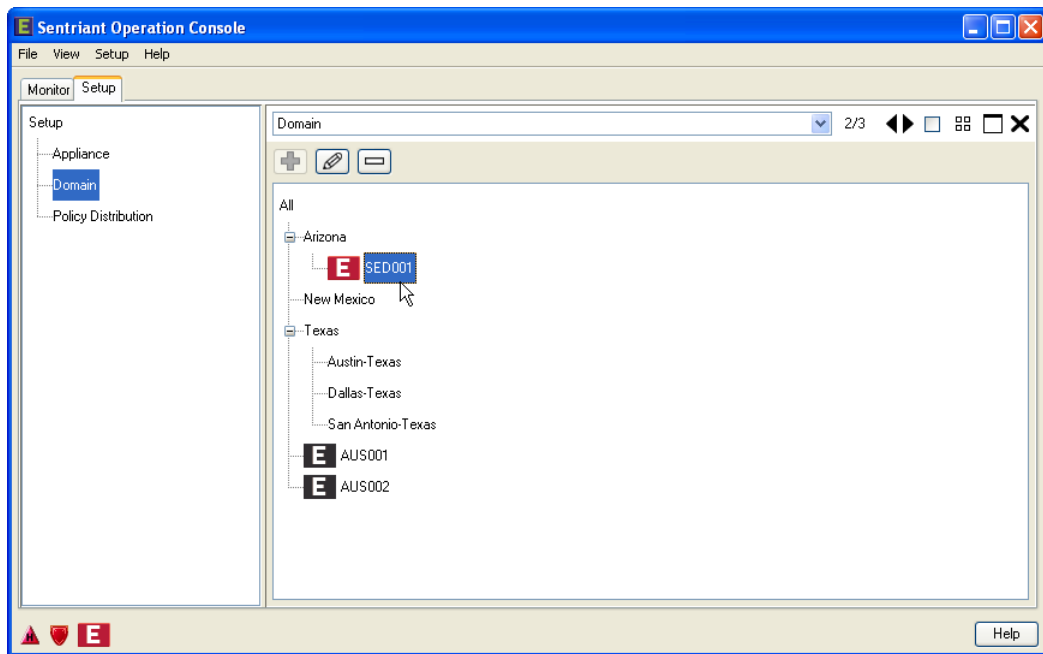 E Sentriant Operation Console
File View Setup Help
Monitor Setup
Setup
Appliance
Domain
Policy Distribution
Domain 2/3
All
Arizona
E SED001
New Mexico
Texas
Austin-Texas
Dallas-Texas
San Antonio-Texas
E AUS001
E AUS002
H E Help